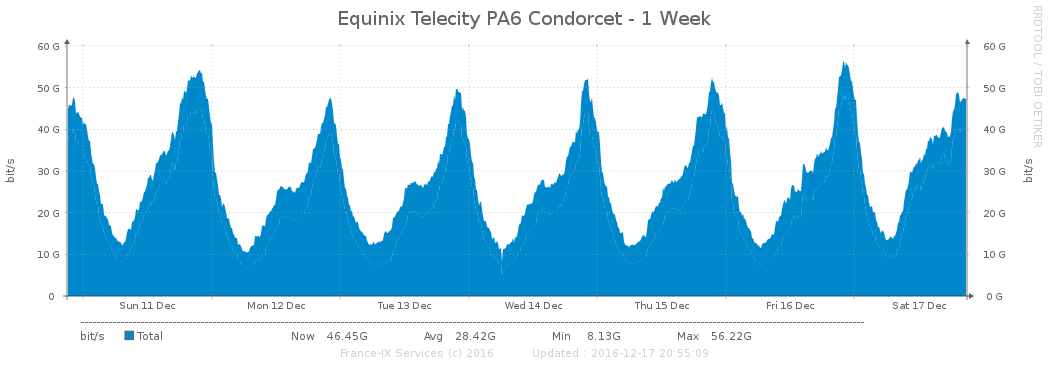 Equinix Telecity PA6 Condorcet - 1 Week
RRDTOOL / TOBI OETIKER
60 G 60 G
50 G 50 G
40 G 40 G
30 G 30 G
20 G 20 G
10 G 10 G
0 0 G
bit/s
bit/s
Sun 11 Dec Mon 12 Dec Tue 13 Dec Wed 14 Dec Thu 15 Dec Fri 16 Dec Sat 17 Dec
bit/s Total Now 46.45G Avg 28.42G Min 8.13G Max 56.22G
France-IX Services (c) 2016 Updated : 2016-12-17 20:55:09